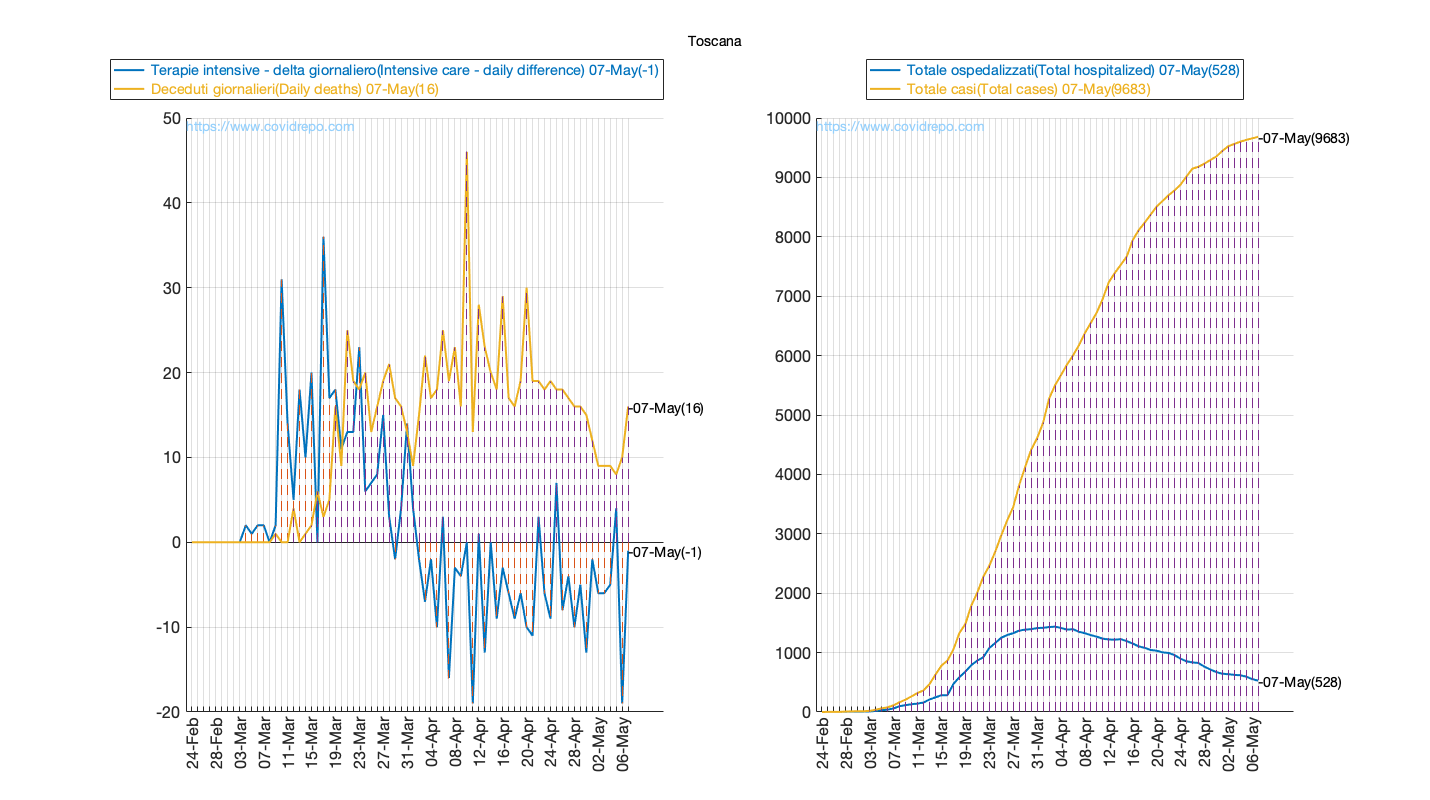 Toscana
Terapie intensive - delta giornaliero(Intensive care - daily difference) 07-May(-1)
Deceduti giornalieri(Daily deaths) 07-May(16)
https://www.covidrepo.com
50
40
30
20
10
0
-10
-20
-07-May(16)
-07-May(-1)
24-Feb
28-Feb
03-Mar
07-Mar
11-Mar
15-Mar
19-Mar
23-Mar
27-Mar
31-Mar
04-Apr
08-Apr
12-Apr
16-Apr
20-Apr
24-Apr
28-Apr
02-May
06-May
Totale ospedalizzati(Total hospitalized) 07-May(528)
Totale casi(Total cases) 07-May(9683)
https://www.covidrepo.com
10000
9000
8000
7000
6000
5000
4000
3000
2000
1000
0
-07-May(9683)
-07-May(528)
24-Feb
28-Feb
03-Mar
07-Mar
11-Mar
15-Mar
19-Mar
23-Mar
27-Mar
31-Mar
04-Apr
08-Apr
12-Apr
16-Apr
20-Apr
24-Apr
28-Apr
02-May
06-May